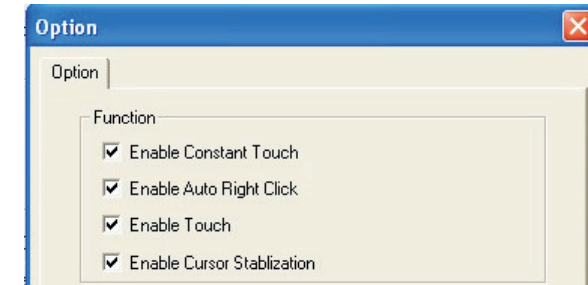 Option
Option
Function
Enable Constant Touch
Enable Auto Right Click
Enable Touch
Enable Cursor Stablization